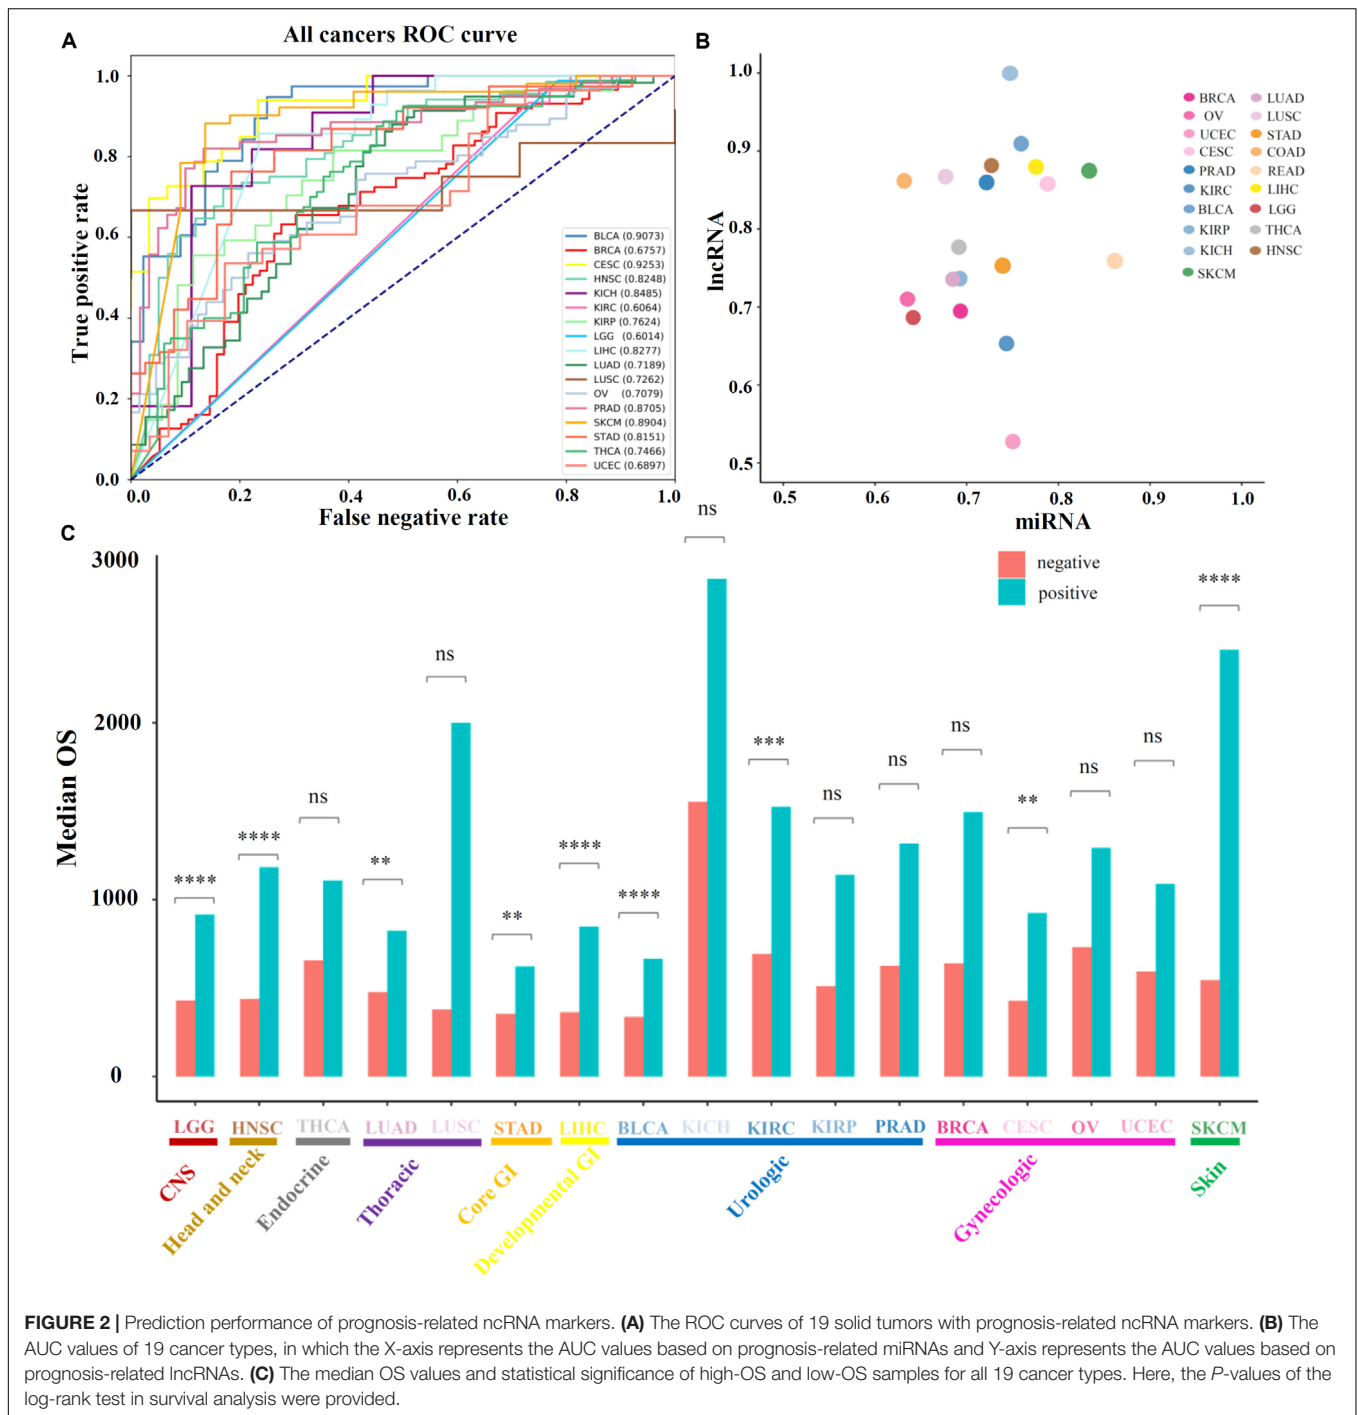 A
All cancers ROC curve
True positive rate
1.0
0.8
0.6
0.4
0.2
0.0
0.0 0.2 0.4 0.6 0.8 1.0
False negative rate
BLCA (0.9073)
BRCA (0.6757)
CESC (0.9253)
HNSC (0.8248)
KICH (0.8485)
KIRC (0.6064)
KIRP (0.7624)
LGG (0.6014)
LIHC (0.8277)
LUAD (0.7189)
LUSC (0.7262)
OV (0.7079)
PRAD (0.8705)
SKCM (0.8904)
STAD (0.8151)
THCA (0.7466)
UCEC (0.6897)
B
lncRNA
1.0
0.9
0.8
0.7
0.6
0.5
0.5 0.6 0.7 0.8 0.9 1.0
miRNA
BRCA LUAD
OV LUSC
UCEC STAD
CESC COAD
PRAD READ
KIRC LIHC
BLCA LGG
KIRP THCA
KICH HNSC
SKCM
C
Median OS
3000
2000
1000
0
negative
positive
**** **** ns ** ns ** **** **** ns *** ns ns ns ** ns ns ****
LGG HNSC THCA LUAD LUSC STAD LIHC BLCA KICH KIRC KIRP PRAD BRCA CESC OV UCEC SKCM
CNS
Head and neck
Endocrine
Thoracic
Core GI
Developmental GI
Urologic
Gynecologic
Skin
FIGURE 2 | Prediction performance of prognosis-related ncRNA markers. (A) The ROC curves of 19 solid tumors with prognosis-related ncRNA markers. (B) The
AUC values of 19 cancer types, in which the X-axis represents the AUC values based on prognosis-related miRNAs and Y-axis represents the AUC values based on
prognosis-related lncRNAs. (C) The median OS values and statistical significance of high-OS and low-OS samples for all 19 cancer types. Here, the P-values of the
log-rank test in survival analysis were provided.